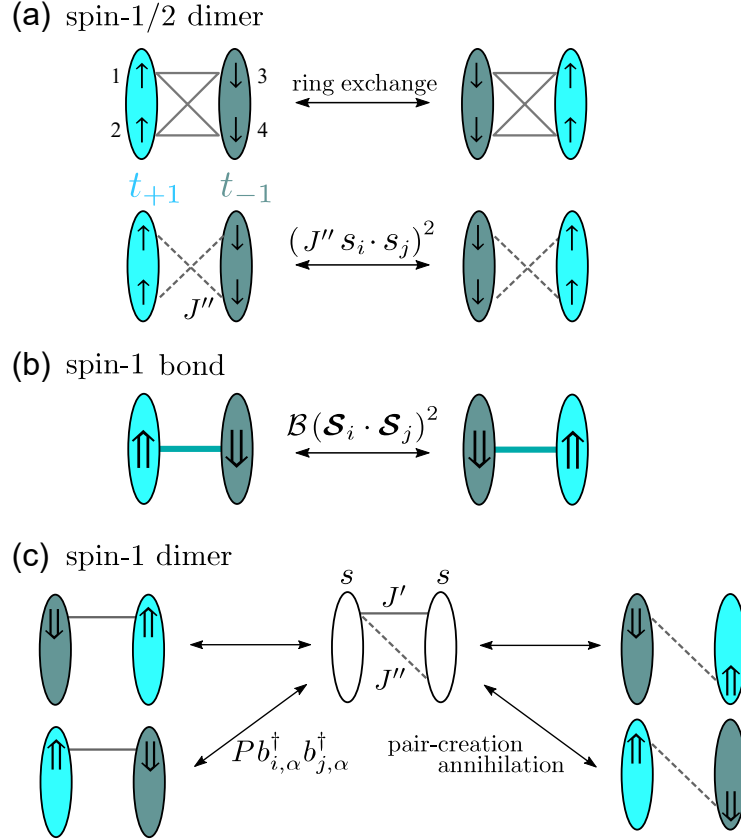 (a) spin-1/2 dimer
1 ↑ ↓ 3 ring exchange ↓ ↑
2 ↑ ↓ 4 ↓ ↑
t₊₁ t₋₁
↑ ↓ (J″ sᵢ · sⱼ)² ↓ ↑
↑ ↓ J″ ↓ ↑
(b) spin-1 bond
⇑ ⇓ ℬ(𝓢ᵢ · 𝓢ⱼ)² ⇓ ⇑
(c) spin-1 dimer
s s
⇓ ⇑ J′ ⇓ ⇑
J″
⇑ ⇓ P b†ᵢ,α b†ⱼ,α pair-creation ⇑ ⇓
annihilation